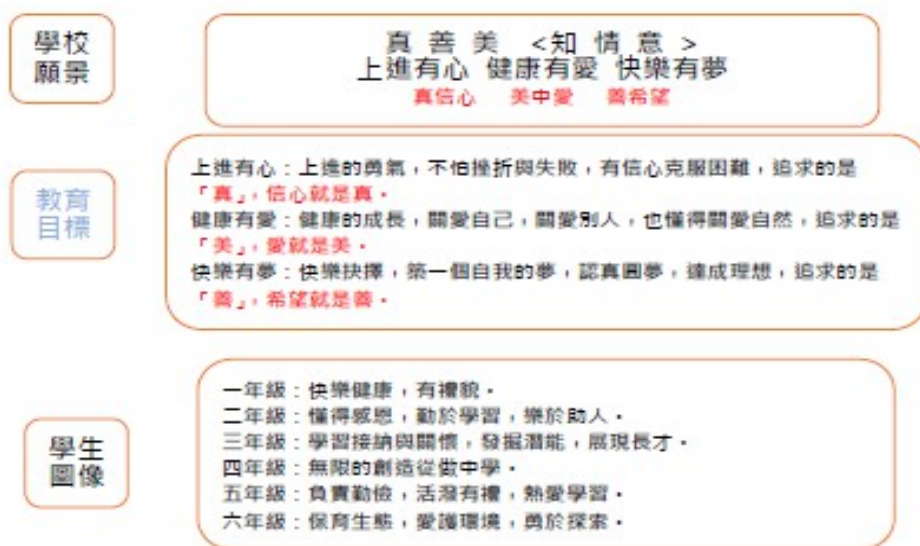 學校
願景
真 善 美 <知 情 意 >
上進有心 健康有愛 快樂有夢
真信心 美中愛 善希望
教育
目標
上進有心：上進的勇氣，不怕挫折與失敗，有信心克服困難，追求的是
「真」，信心就是真。
健康有愛：健康的成長，關愛自己，關愛別人，也懂得關愛自然，追求的是
「美」，愛就是美。
快樂有夢：快樂抉擇，築一個自我的夢，認真圓夢，達成理想，追求的是
「善」，希望就是善。
學生
圖像
一年級：快樂健康，有禮貌。
二年級：懂得感恩，勤於學習，樂於助人。
三年級：學習接納與關懷，發掘潛能，展現長才。
四年級：無限的創造從做中學。
五年級：負責勤儉，活潑有禮，熱愛學習。
六年級：保育生態，愛護環境，勇於探索。